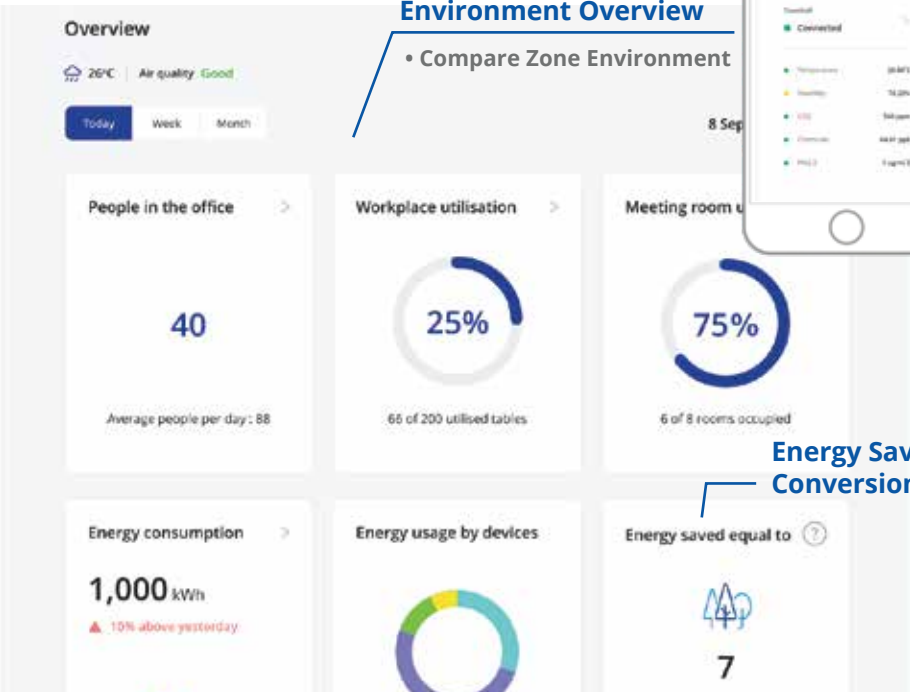 Environment Overview
• Compare Zone Environment
Overview
26°C | Air quality Good
Today Week Month
8 Sep
Connected
People in the office >
40
Average people per day : 88
Workplace utilisation >
25%
66 of 200 utilised tables
Meeting room u
75%
6 of 8 rooms occupied
Energy Sav
Conversion
Energy consumption >
1,000 kWh
10% above yesterday
Energy usage by devices
Energy saved equal to ?
7